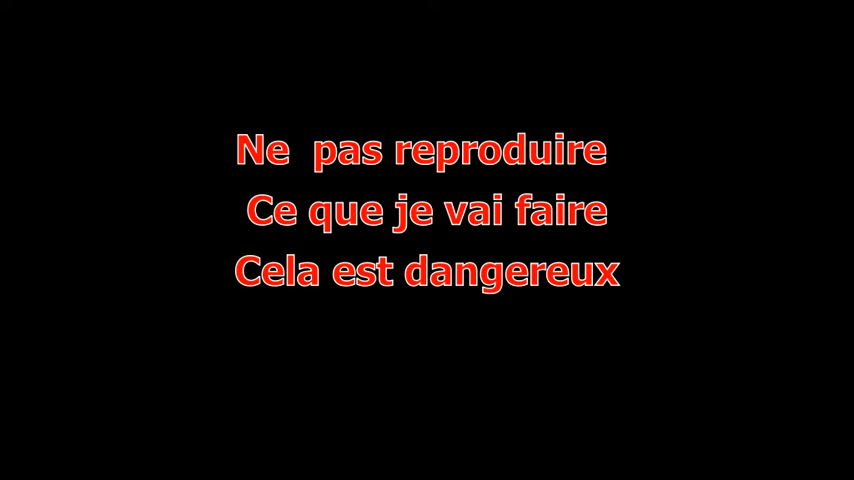 Ne pas reproduire
Ce que je vai faire
Cela est dangereux